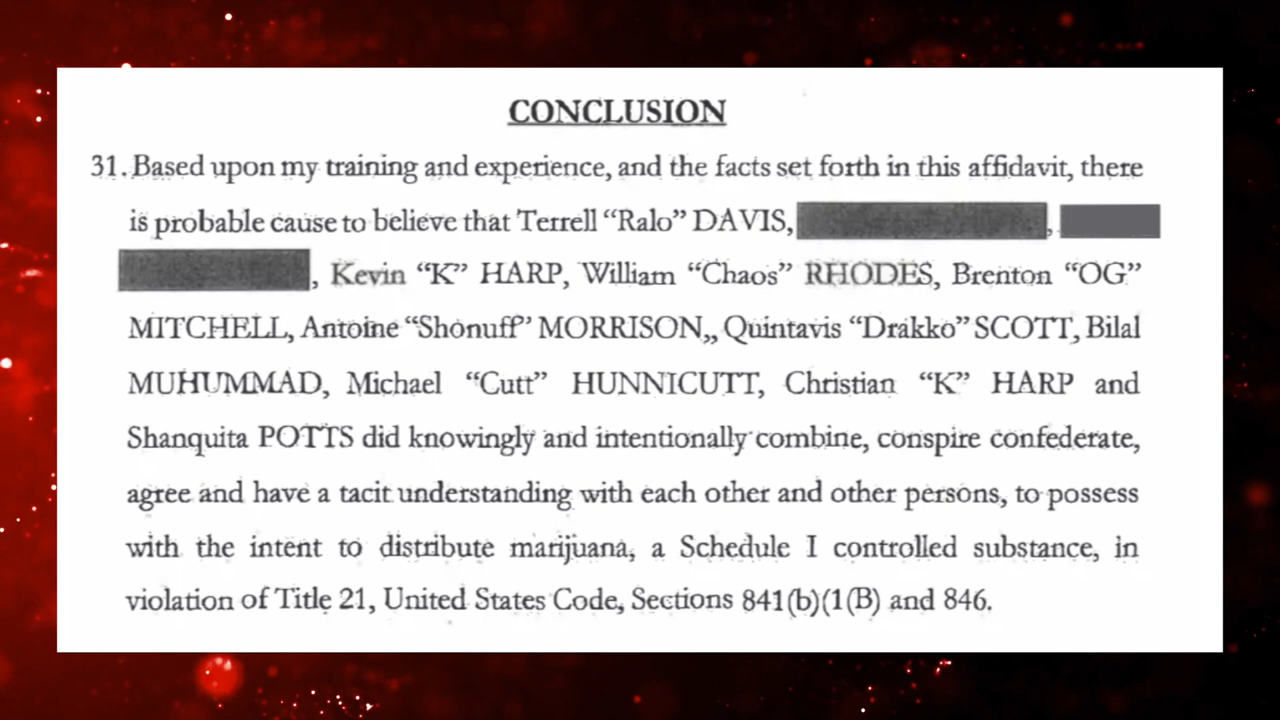 CONCLUSION
31. Based upon my training and experience, and the facts set forth in this affidavit, there
is probable cause to believe that Terrell “Ralo” DAVIS, ,
, Kevin “K” HARP, William “Chaos” RHODES, Brenton “OG”
MITCHELL, Antoine “Shonuff” MORRISON,, Quintavis “Drakko” SCOTT, Bilal
MUHUMMAD, Michael “Cutt” HUNNICUTT, Christian “K” HARP and
Shanquita POTTS did knowingly and intentionally combine, conspire confederate,
agree and have a tacit understanding with each other and other persons, to possess
with the intent to distribute marijuana, a Schedule I controlled substance, in
violation of Title 21, United States Code, Sections 841(b)(1(B) and 846.